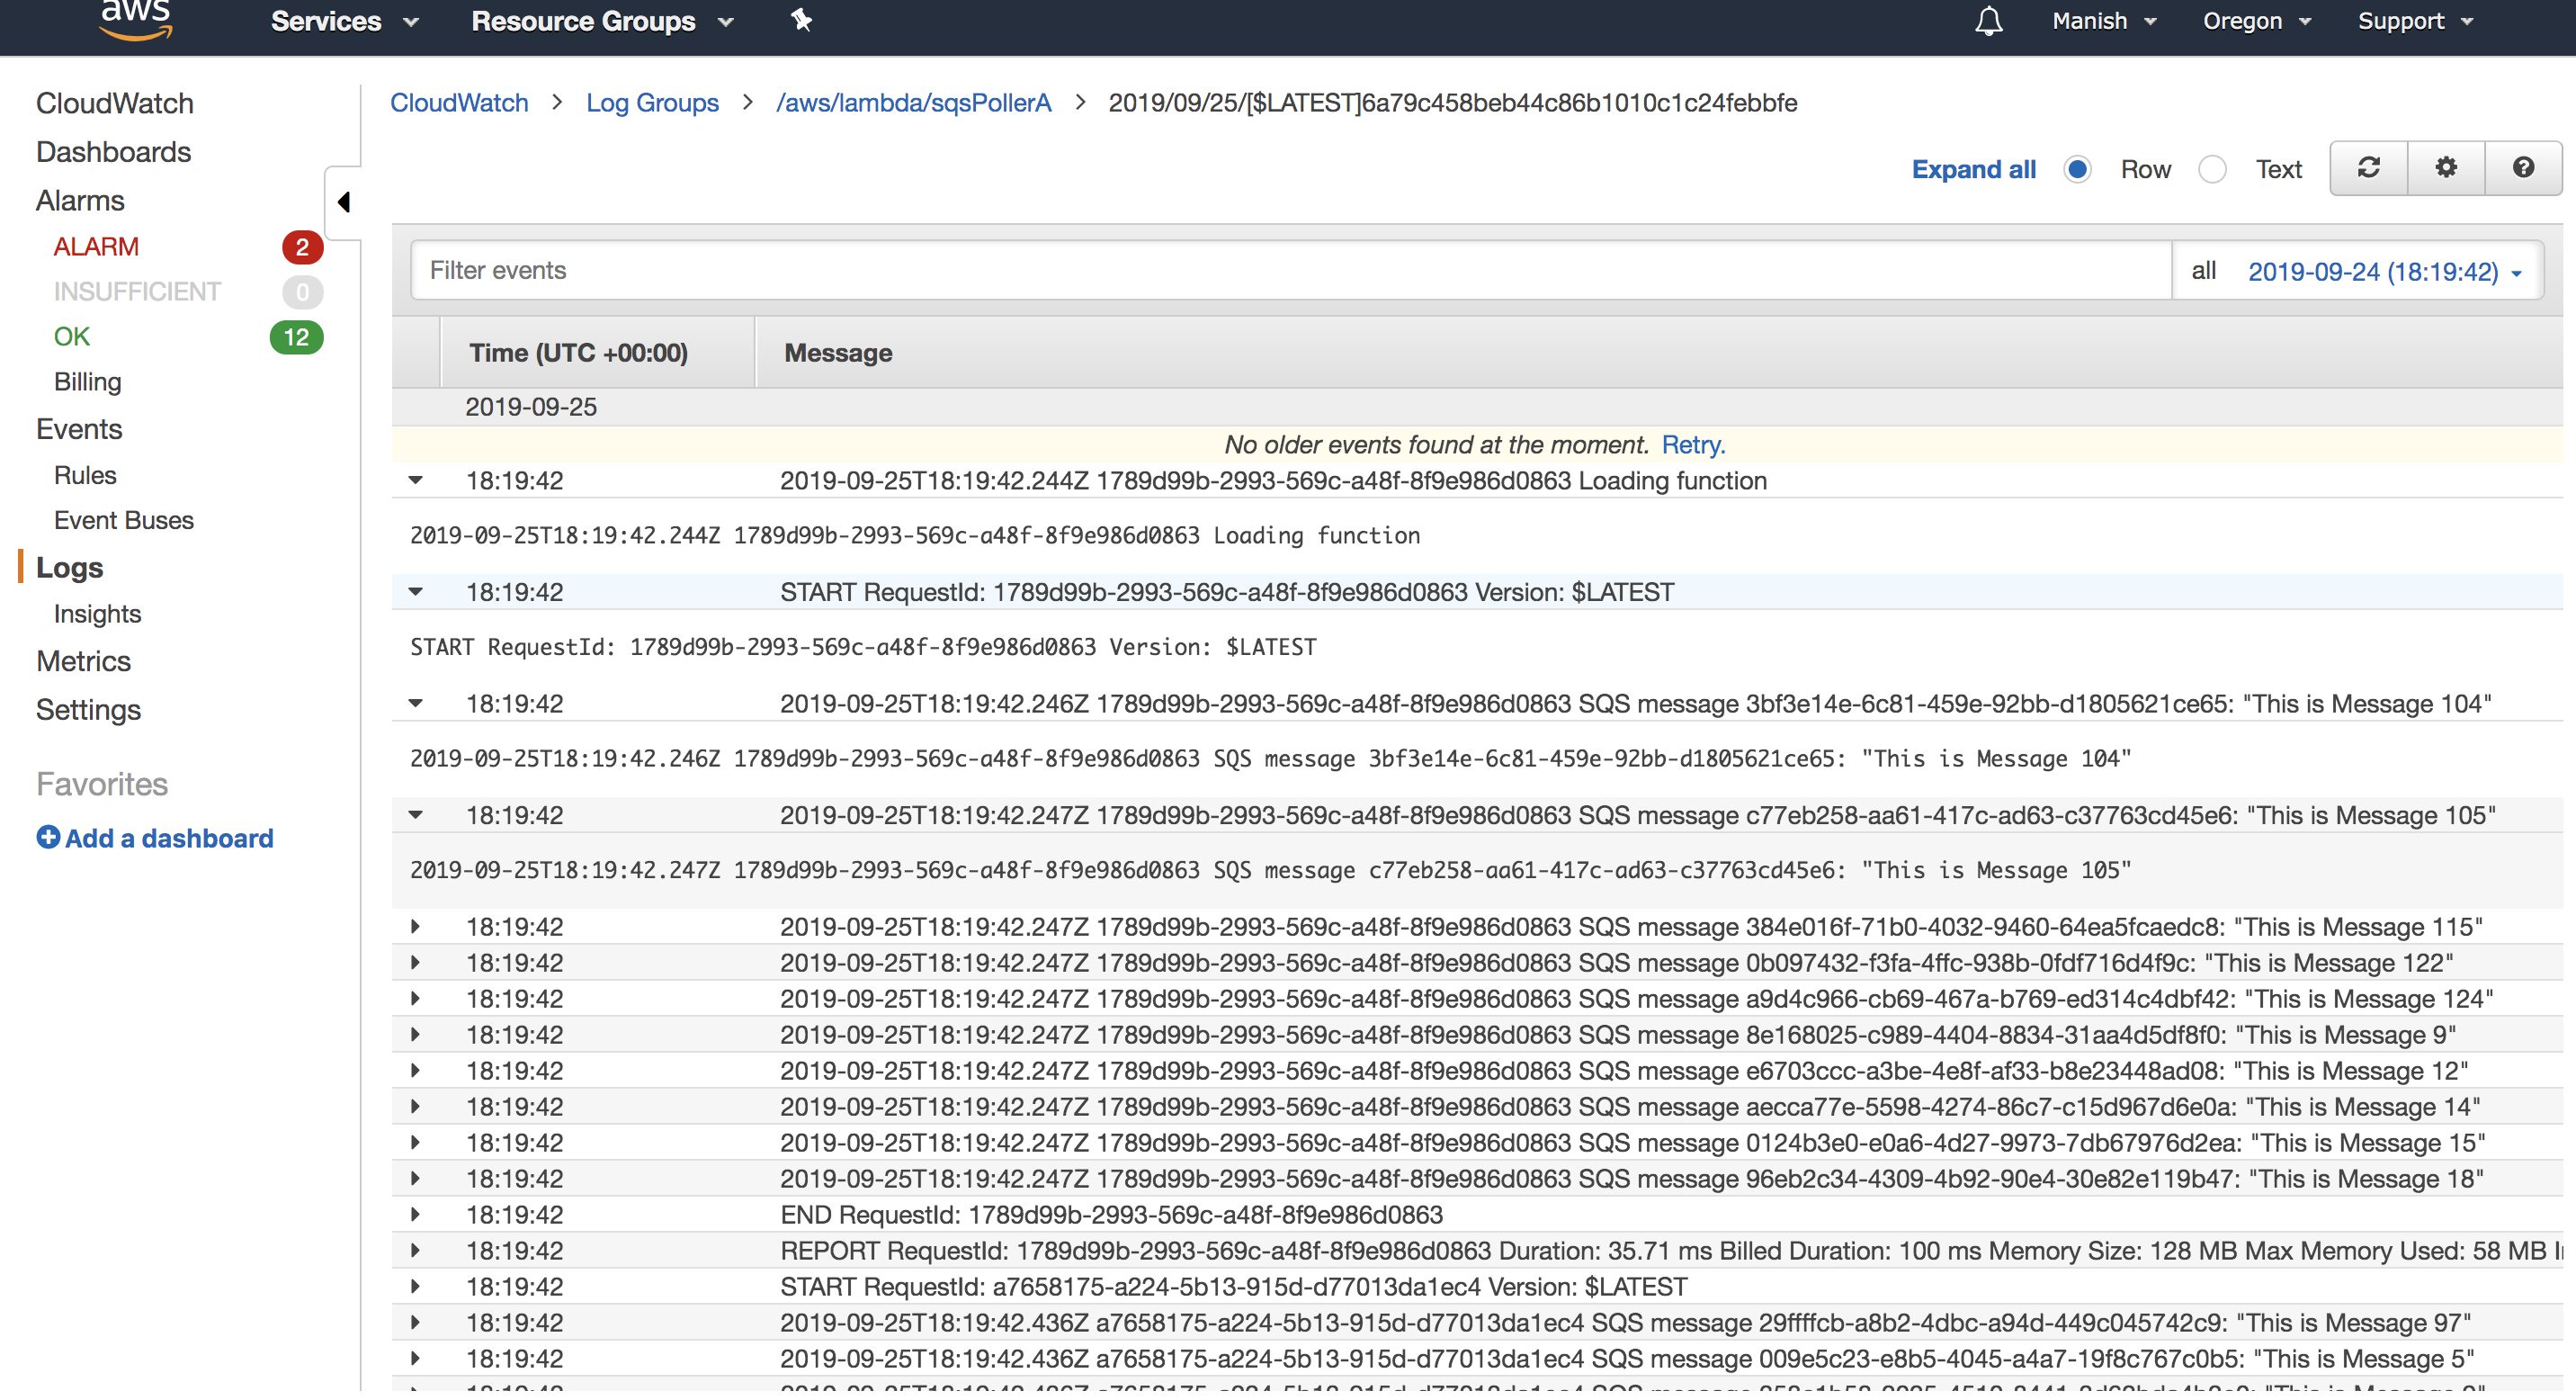 aws Services Resource Groups Manish Oregon Support
CloudWatch
Dashboards
Alarms
ALARM 2
INSUFFICIENT 0
OK 12
Billing
Events
Rules
Event Buses
Logs
Insights
Metrics
Settings
Favorites
Add a dashboard
CloudWatch > Log Groups > /aws/lambda/sqsPollerA > 2019/09/25/[$LATEST]6a79c458beb44c86b1010c1c24febbfe
Expand all Row Text
Filter events all 2019-09-24 (18:19:42)
Time (UTC +00:00) Message
2019-09-25
No older events found at the moment. Retry.
18:19:42 2019-09-25T18:19:42.244Z 1789d99b-2993-569c-a48f-8f9e986d0863 Loading function
2019-09-25T18:19:42.244Z 1789d99b-2993-569c-a48f-8f9e986d0863 Loading function
18:19:42 START RequestId: 1789d99b-2993-569c-a48f-8f9e986d0863 Version: $LATEST
START RequestId: 1789d99b-2993-569c-a48f-8f9e986d0863 Version: $LATEST
18:19:42 2019-09-25T18:19:42.246Z 1789d99b-2993-569c-a48f-8f9e986d0863 SQS message 3bf3e14e-6c81-459e-92bb-d1805621ce65: "This is Message 104"
2019-09-25T18:19:42.246Z 1789d99b-2993-569c-a48f-8f9e986d0863 SQS message 3bf3e14e-6c81-459e-92bb-d1805621ce65: "This is Message 104"
18:19:42 2019-09-25T18:19:42.247Z 1789d99b-2993-569c-a48f-8f9e986d0863 SQS message c77eb258-aa61-417c-ad63-c37763cd45e6: "This is Message 105"
2019-09-25T18:19:42.247Z 1789d99b-2993-569c-a48f-8f9e986d0863 SQS message c77eb258-aa61-417c-ad63-c37763cd45e6: "This is Message 105"
18:19:42 2019-09-25T18:19:42.247Z 1789d99b-2993-569c-a48f-8f9e986d0863 SQS message 384e016f-71b0-4032-9460-64ea5fcaedc8: "This is Message 115"
18:19:42 2019-09-25T18:19:42.247Z 1789d99b-2993-569c-a48f-8f9e986d0863 SQS message 0b097432-f3fa-4ffc-938b-0fdf716d4f9c: "This is Message 122"
18:19:42 2019-09-25T18:19:42.247Z 1789d99b-2993-569c-a48f-8f9e986d0863 SQS message a9d4c966-cb69-467a-b769-ed314c4dbf42: "This is Message 124"
18:19:42 2019-09-25T18:19:42.247Z 1789d99b-2993-569c-a48f-8f9e986d0863 SQS message 8e168025-c989-4404-8834-31aa4d5df8f0: "This is Message 9"
18:19:42 2019-09-25T18:19:42.247Z 1789d99b-2993-569c-a48f-8f9e986d0863 SQS message e6703ccc-a3be-4e8f-af33-b8e23448ad08: "This is Message 12"
18:19:42 2019-09-25T18:19:42.247Z 1789d99b-2993-569c-a48f-8f9e986d0863 SQS message aecca77e-5598-4274-86c7-c15d967d6e0a: "This is Message 14"
18:19:42 2019-09-25T18:19:42.247Z 1789d99b-2993-569c-a48f-8f9e986d0863 SQS message 0124b3e0-e0a6-4d27-9973-7db67976d2ea: "This is Message 15"
18:19:42 2019-09-25T18:19:42.247Z 1789d99b-2993-569c-a48f-8f9e986d0863 SQS message 96eb2c34-4309-4b92-90e4-30e82e119b47: "This is Message 18"
18:19:42 END RequestId: 1789d99b-2993-569c-a48f-8f9e986d0863
18:19:42 REPORT RequestId: 1789d99b-2993-569c-a48f-8f9e986d0863 Duration: 35.71 ms Billed Duration: 100 ms Memory Size: 128 MB Max Memory Used: 58 MB
18:19:42 START RequestId: a7658175-a224-5b13-915d-d77013da1ec4 Version: $LATEST
18:19:42 2019-09-25T18:19:42.436Z a7658175-a224-5b13-915d-d77013da1ec4 SQS message 29ffffcb-a8b2-4dbc-a94d-449c045742c9: "This is Message 97"
18:19:42 2019-09-25T18:19:42.436Z a7658175-a224-5b13-915d-d77013da1ec4 SQS message 009e5c23-e8b5-4045-a4a7-19f8c767c0b5: "This is Message 5"